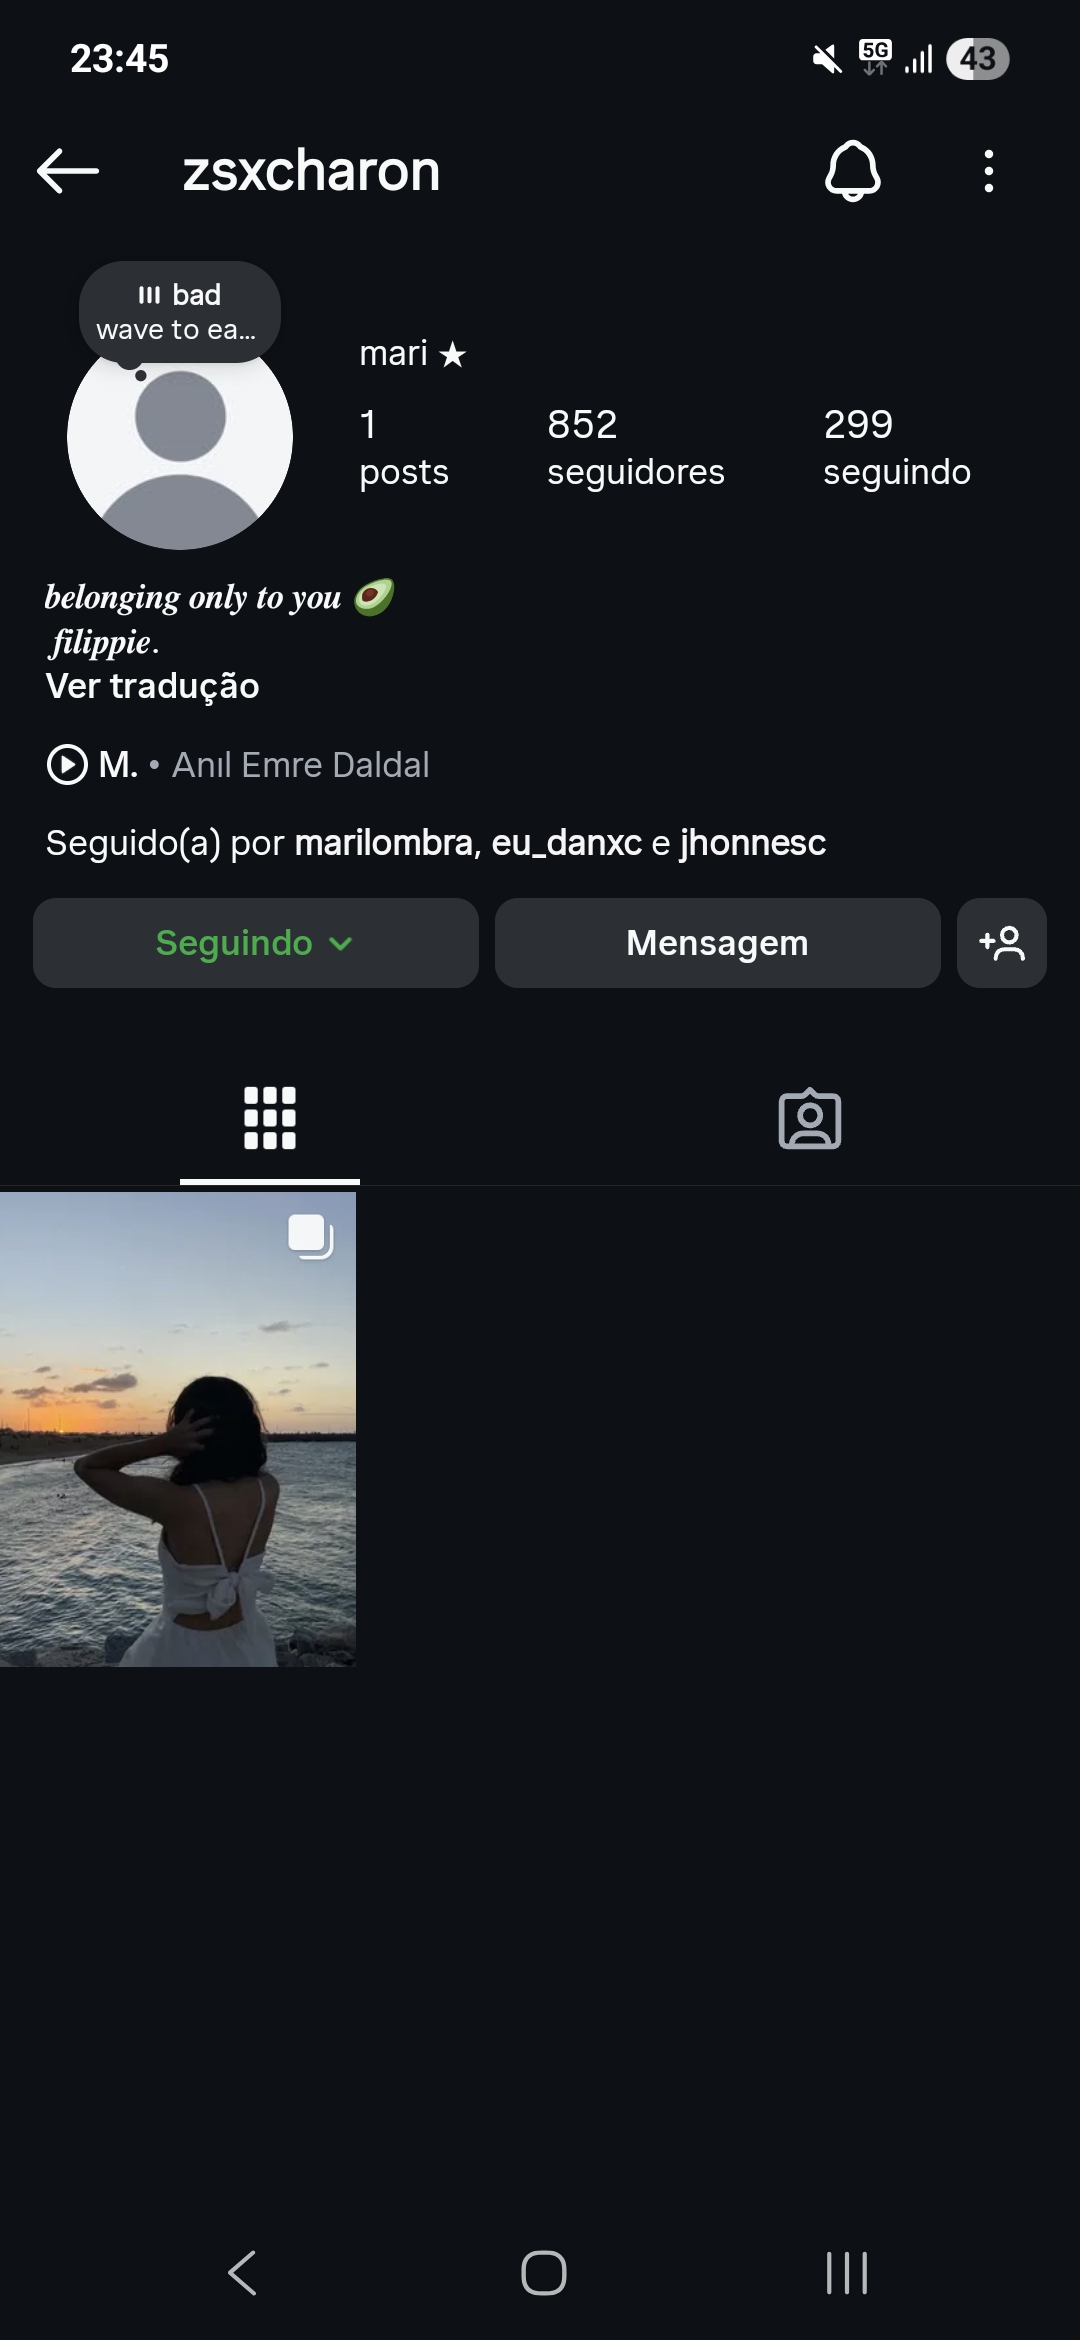 23:45
5G
43
zsxcharon
bad
wave to ea...
mari ★
1 852 299
posts seguidores seguindo
belonging only to you 🥑
filippie.
Ver tradução
M. • Anıl Emre Daldal
Seguido(a) por marilombra, eu_danxc e jhonnesc
Seguindo
Mensagem